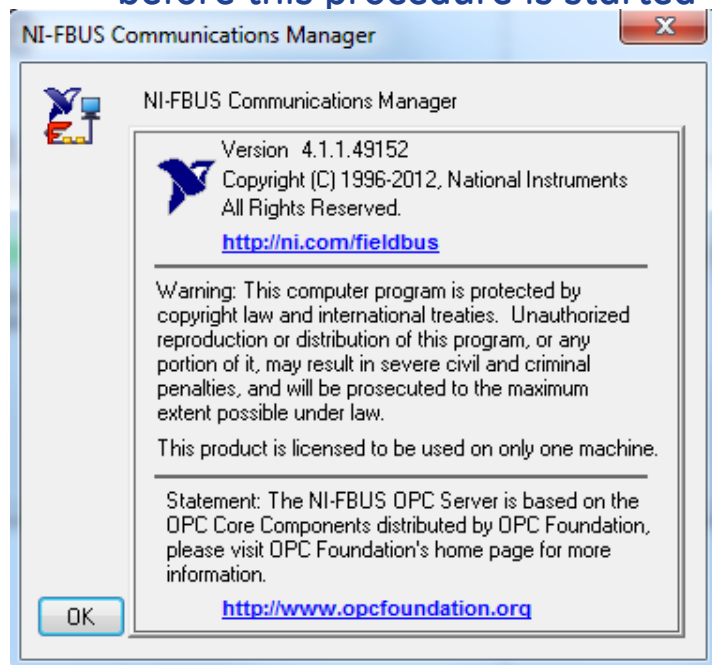 before this procedure is started
NI-FBUS Communications Manager
X
NI-FBUS Communications Manager
Version 4.1.1.49152
Copyright (C) 1996-2012, National Instruments
All Rights Reserved.
http://ni.com/fieldbus
Warning: This computer program is protected by
copyright law and international treaties. Unauthorized
reproduction or distribution of this program, or any
portion of it, may result in severe civil and criminal
penalties, and will be prosecuted to the maximum
extent possible under law.
This product is licensed to be used on only one machine.
Statement: The NI-FBUS OPC Server is based on the
OPC Core Components distributed by OPC Foundation,
please visit OPC Foundation's home page for more
information.
http://www.opcfoundation.org
OK